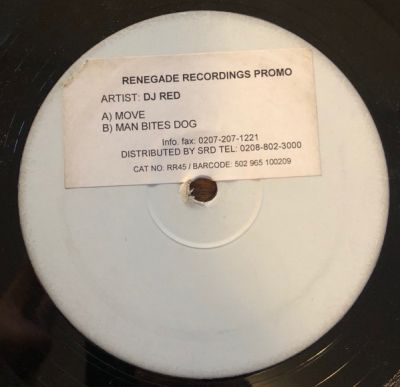 RENEGADE RECORDINGS PROMO
ARTIST: DJ RED
A) MOVE
B) MAN BITES DOG
Info. fax: 0207-207-1221
DISTRIBUTED BY SRD TEL: 0208-802-3000
CAT NO. RR45 / BARCODE: 502 965 100209